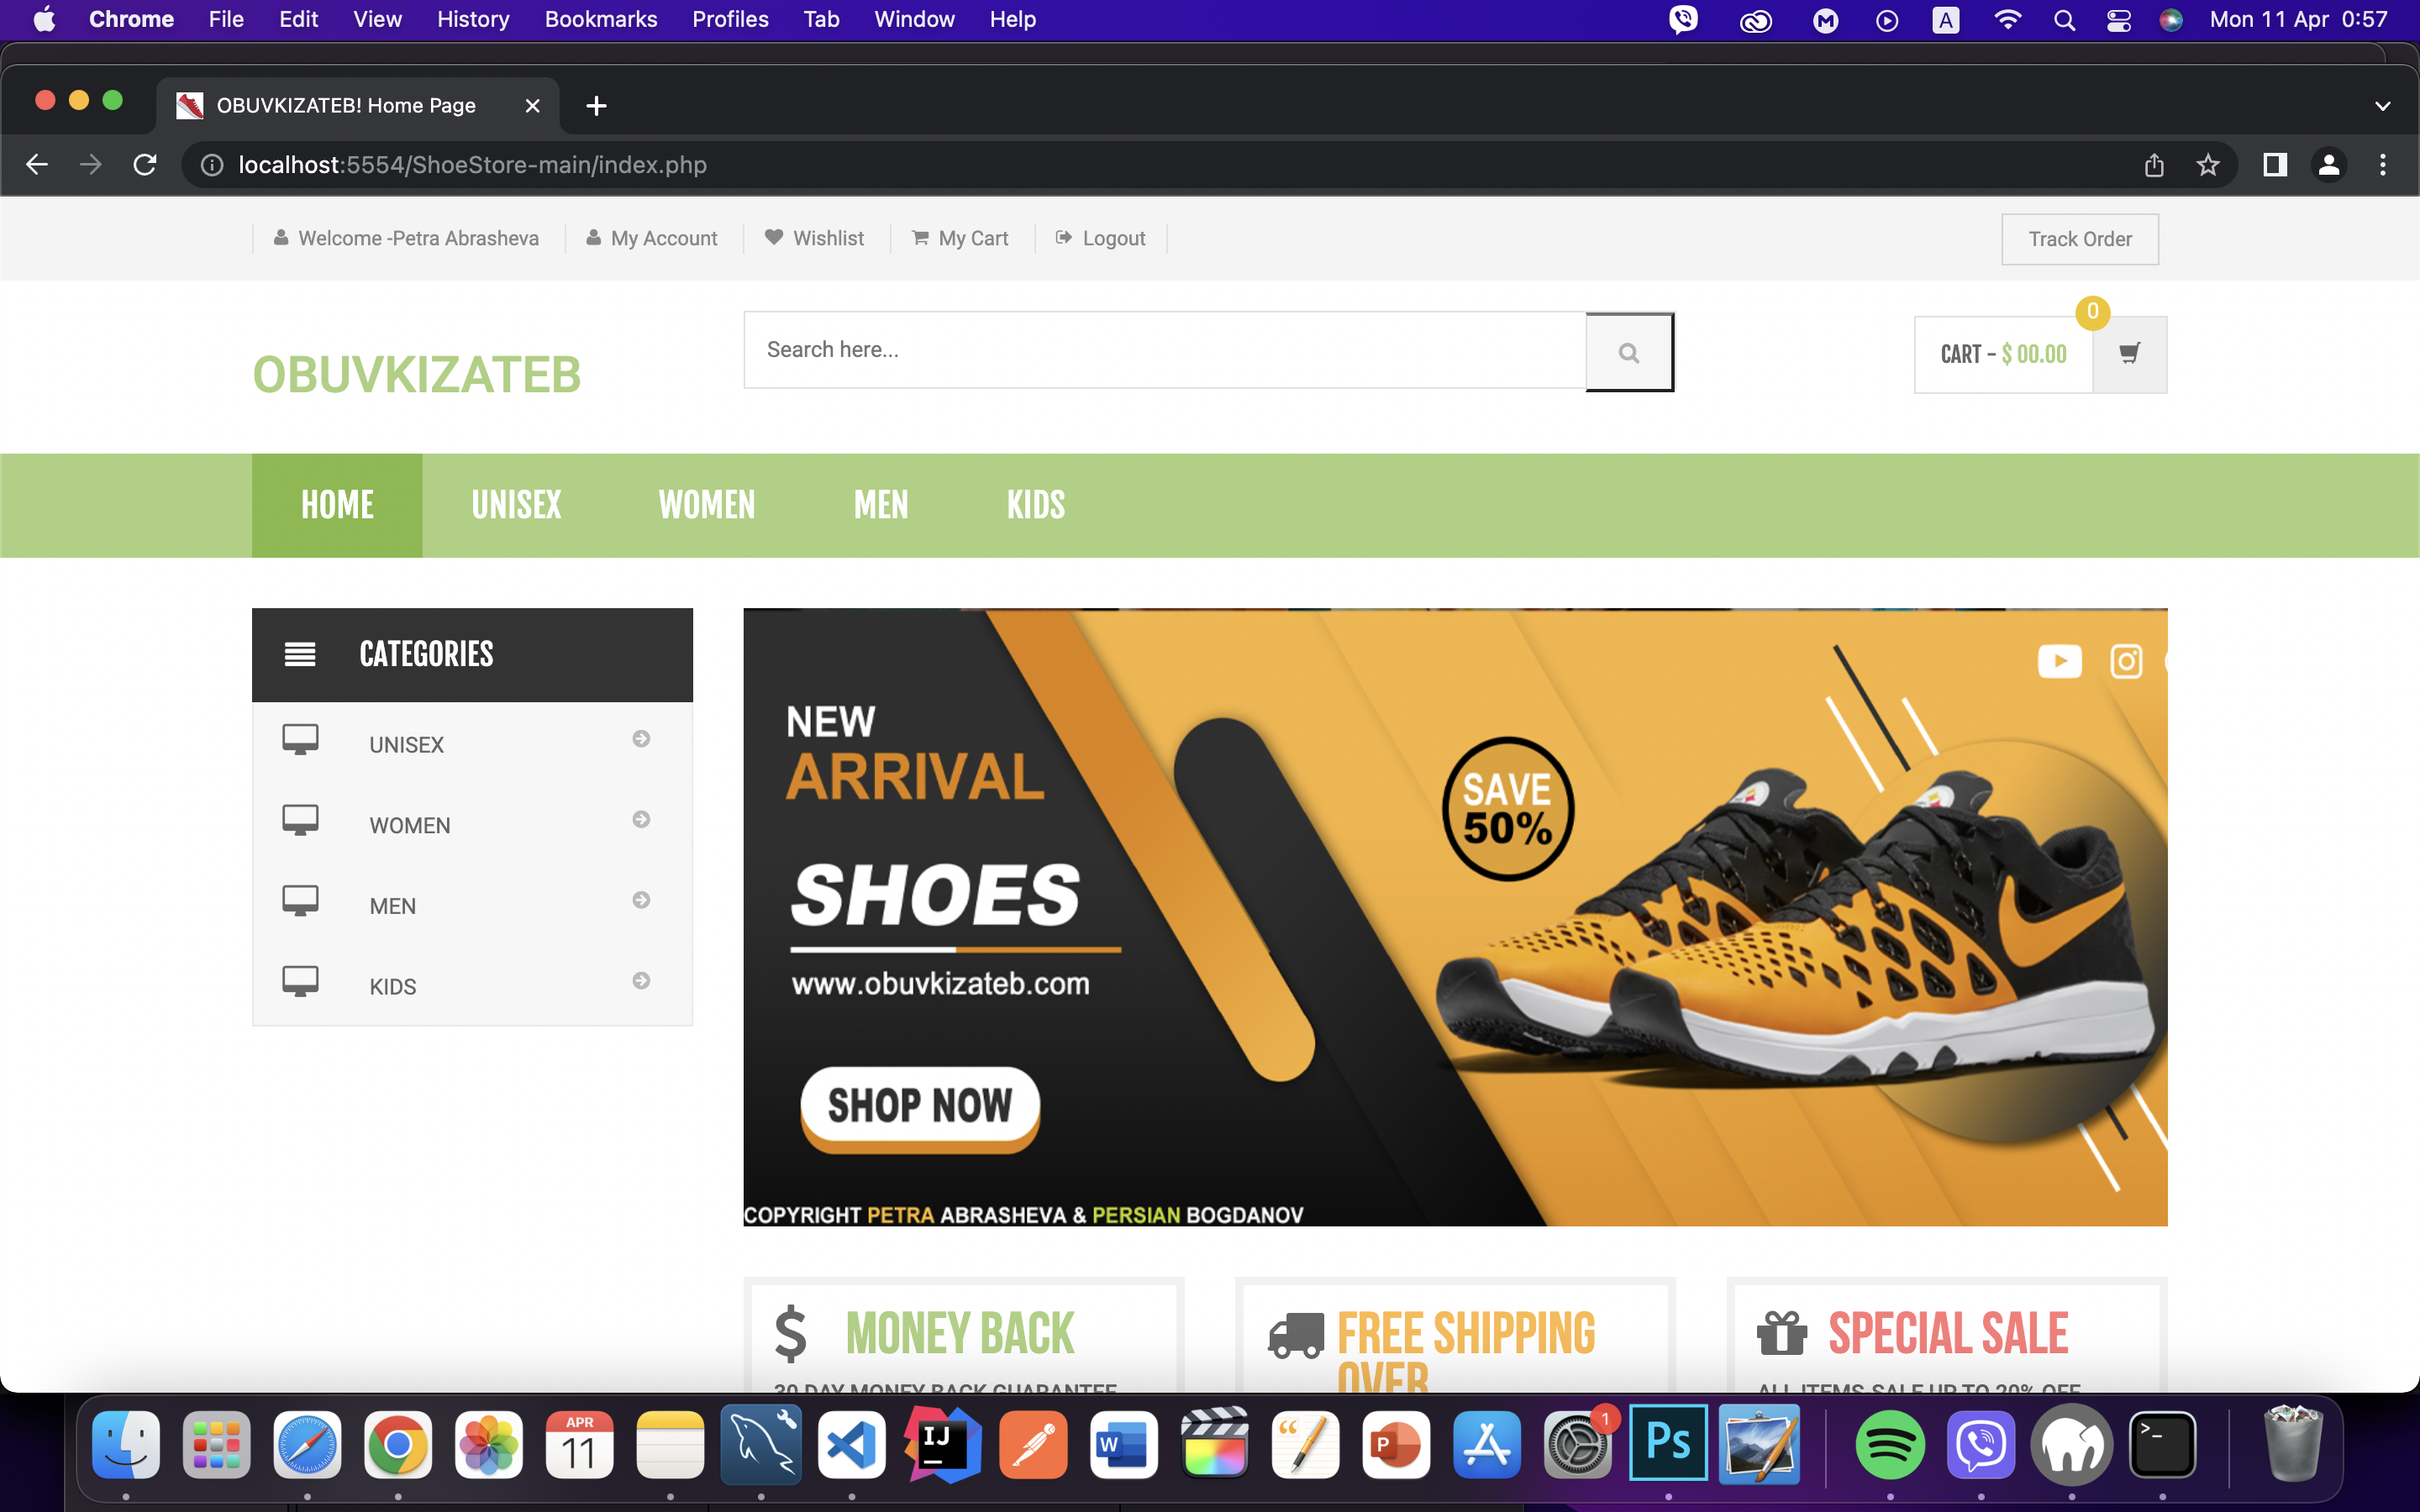 Chrome File Edit View History Bookmarks Profiles Tab Window Help A Mon 11 Apr 0:57
OBUVKIZATEB! Home Page
localhost:5554/ShoeStore-main/index.php
Welcome -Petra Abrasheva My Account Wishlist My Cart Logout Track Order
OBUVKIZATEB
Search here...
CART - $ 00.00
0
HOME UNISEX WOMEN MEN KIDS
CATEGORIES
UNISEX
WOMEN
MEN
KIDS
NEW
ARRIVAL
SHOES
www.obuvkizateb.com
SHOP NOW
SAVE
50%
COPYRIGHT PETRA ABRASHEVA & PERSIAN BOGDANOV
$ MONEY BACK
30 DAY MONEY BACK GUARANTEE
FREE SHIPPING
OVER
SPECIAL SALE
ALL ITEMS-SALE UP TO 20% OFF
APR
11
IJ
W
P
1
Ps
>_